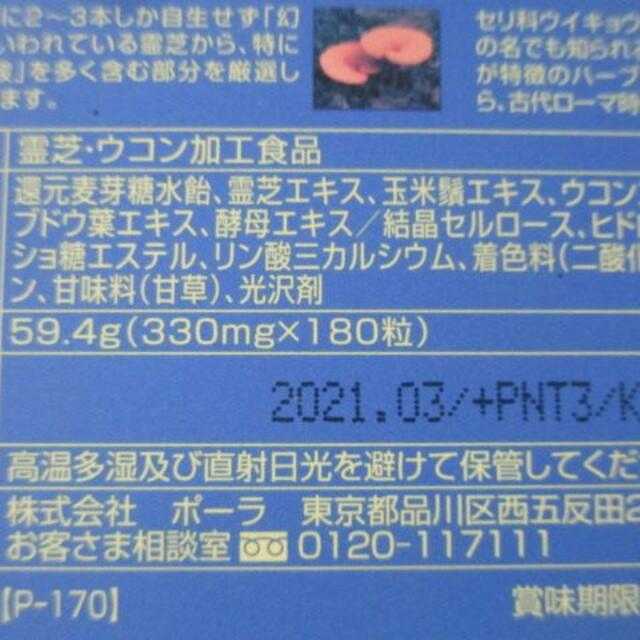 に2～3本しか自生せず「幻
いわれている霊芝から、特に
酸」を多く含む部分を厳選し
ます。
セリ科ウイキョウ
の名でも知られる
が特徴のハーブ
ら、古代ローマ時
霊芝・ウコン加工食品
還元麦芽糖水飴、霊芝エキス、玉米鬚エキス、ウコン
ブドウ葉エキス、酵母エキス／結晶セルロース、ヒド
ショ糖エステル、リン酸三カルシウム、着色料(二酸化
ン、甘味料(甘草)、光沢剤
59.4g(330mg×180粒)
2021.03/+PNT3/K
高温多湿及び直射日光を避けて保管してくだ
株式会社 ポーラ 東京都品川区西五反田2
お客さま相談室 0120-117111
【P-170】
賞味期限